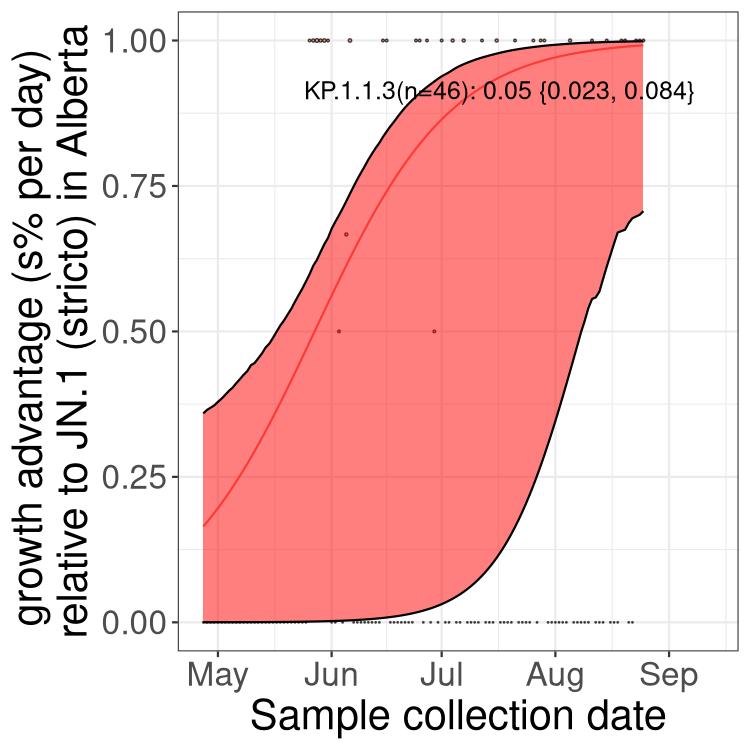 growth advantage (s% per day)
relative to JN.1 (stricto) in Alberta
1.00
0.75
0.50
0.25
0.00
KP.1.1.3(n=46): 0.05 {0.023, 0.084}
May Jun Jul Aug Sep
Sample collection date